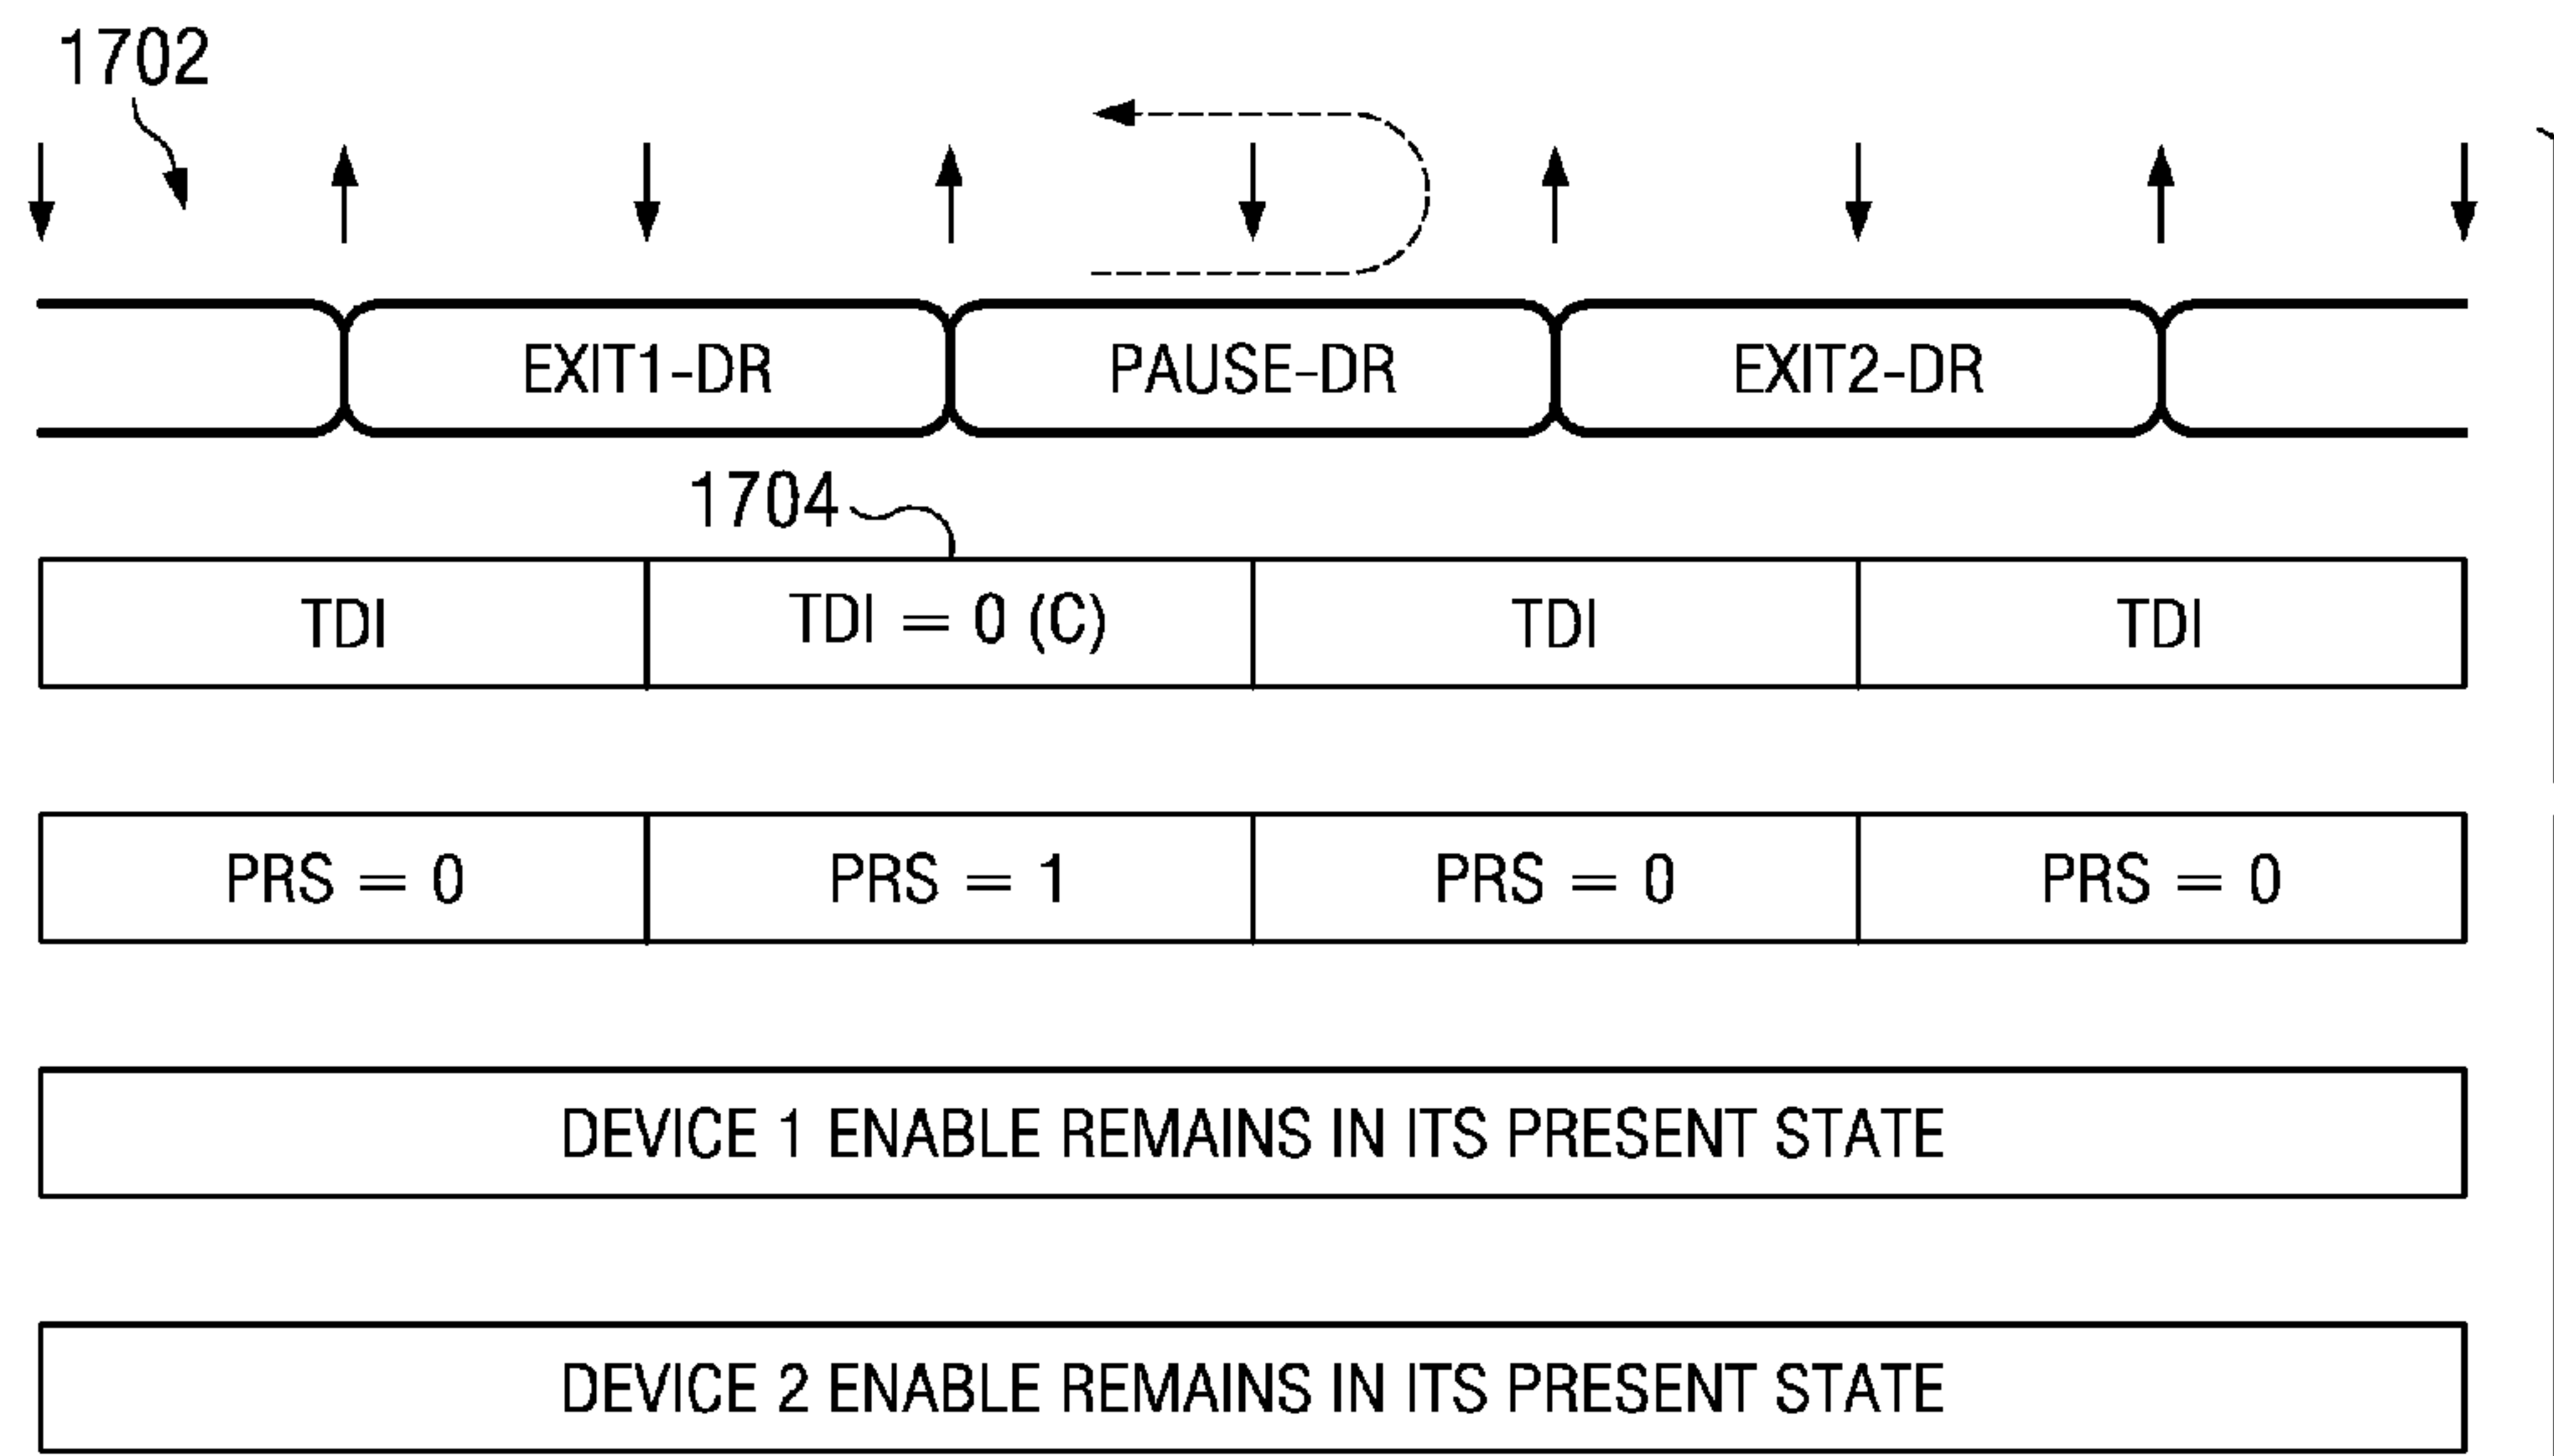 1702
EXIT1-DR PAUSE-DR EXIT2-DR
1704
TDI TDI = 0 (C) TDI TDI
PRS = 0 PRS = 1 PRS = 0 PRS = 0
DEVICE 1 ENABLE REMAINS IN ITS PRESENT STATE
DEVICE 2 ENABLE REMAINS IN ITS PRESENT STATE